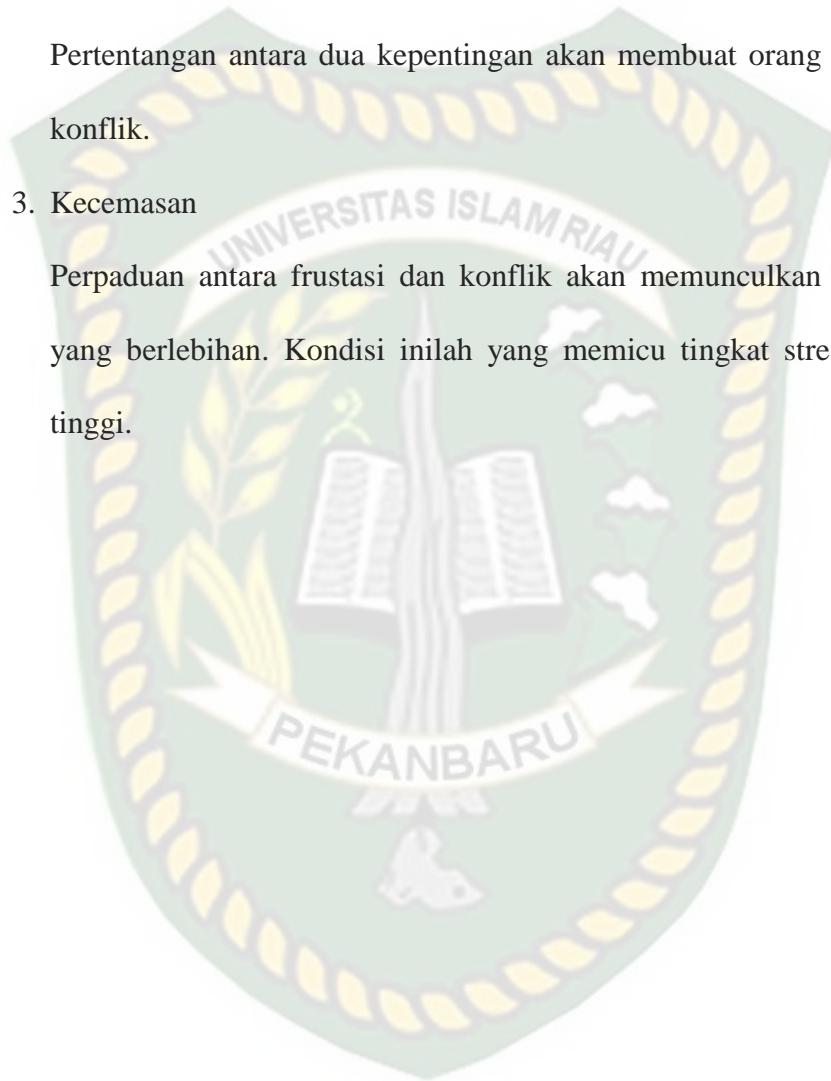 Pertentangan antara dua kepentingan akan membuat orang
konflik.
3. Kecemasan
UNIVERSITAS ISLAM RIAU
Perpaduan antara frustasi dan konflik akan memunculkan
yang berlebihan. Kondisi inilah yang memicu tingkat stre
tinggi.
PEKANBARU